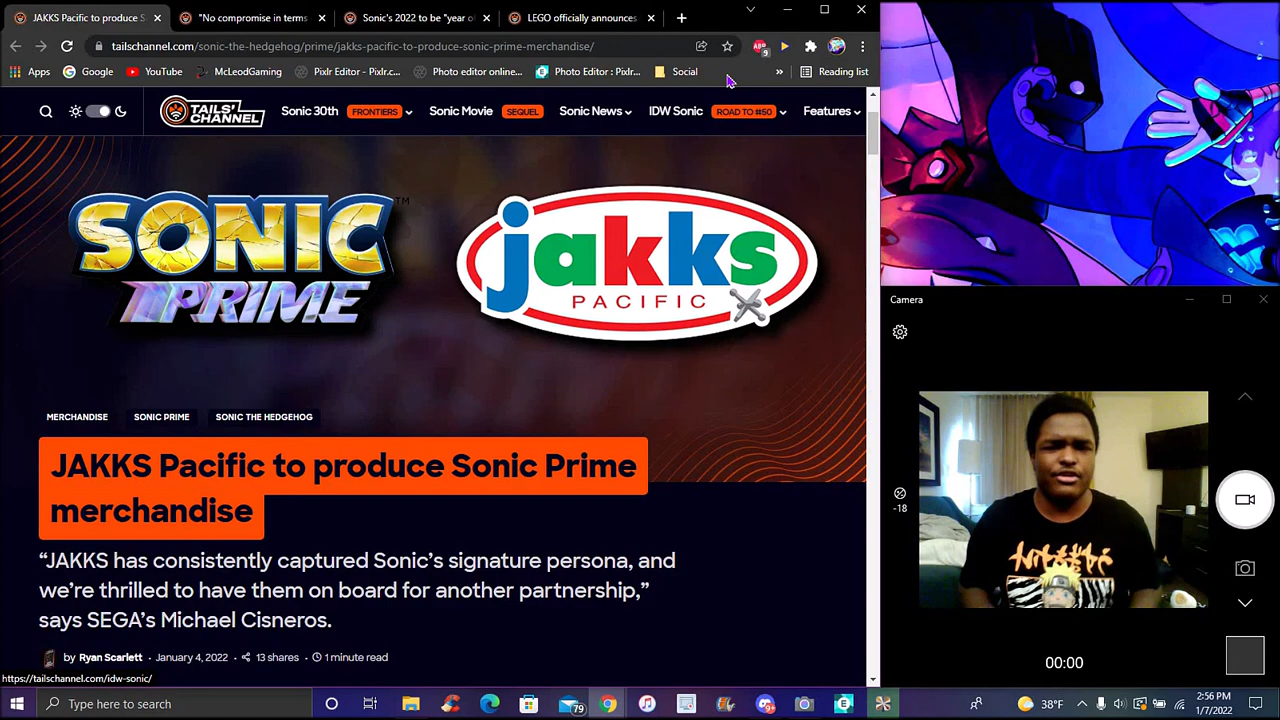 JAKKS Pacific to produce S
"No compromise in terms
Sonic's 2022 to be "year o
LEGO officially announces
tailschannel.com/sonic-the-hedgehog/prime/jakks-pacific-to-produce-sonic-prime-merchandise/
9
Apps
Google
YouTube
McLeodGaming
Pixlr Editor - Pixlr.c...
Photo editor online...
Photo Editor : Pixlr...
Social
»
Reading list
TAILS' CHANNEL
Sonic 30th FRONTIERS
Sonic Movie SEQUEL
Sonic News
IDW Sonic ROAD TO #50
Features
SONIC
PRIME
TM
jakks
PACIFIC
MERCHANDISE SONIC PRIME SONIC THE HEDGEHOG
JAKKS Pacific to produce Sonic Prime
merchandise
“JAKKS has consistently captured Sonic’s signature persona, and
we’re thrilled to have them on board for another partnership,”
says SEGA’s Michael Cisneros.
by Ryan Scarlett · January 4, 2022 · 13 shares · 1 minute read
https://tailschannel.com/idw-sonic/
Camera
-18
00:00
Type here to search
79
38°F
2:56 PM
1/7/2022